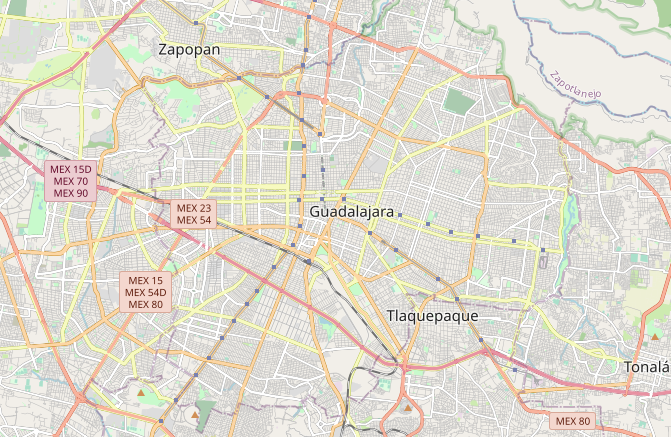 Zapopan
Zapotlanejo
MEX 15D
MEX 70
MEX 90
MEX 23
MEX 54
Guadalajara
MEX 15
MEX 54D
MEX 80
Tlaquepaque
Tonalá
MEX 80